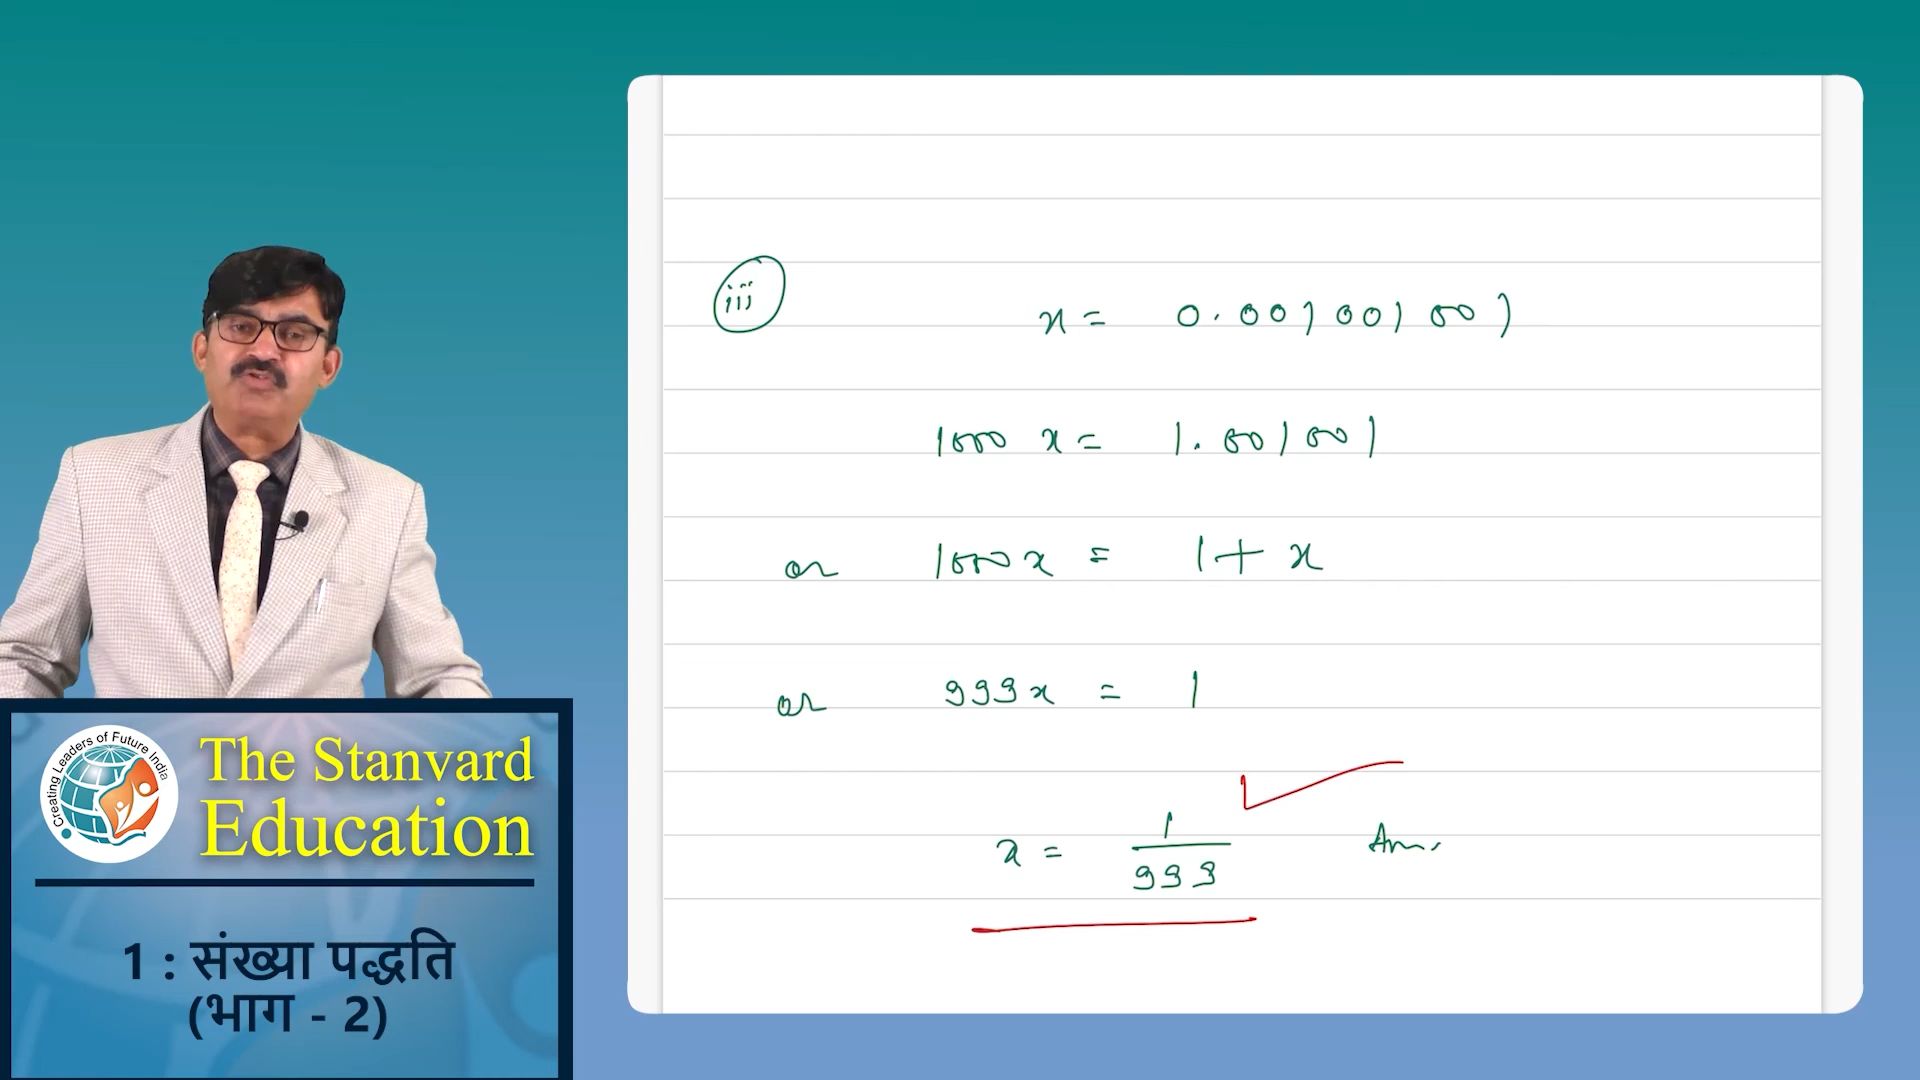 iii
x = 0.001001001
1000 x = 1.001001
or 1000x = 1 + x
or 999x = 1
x = 1/999 Ans.
Creating Leaders of Future India
The Stanvard
Education
1 : संख्या पद्धति
(भाग - 2)